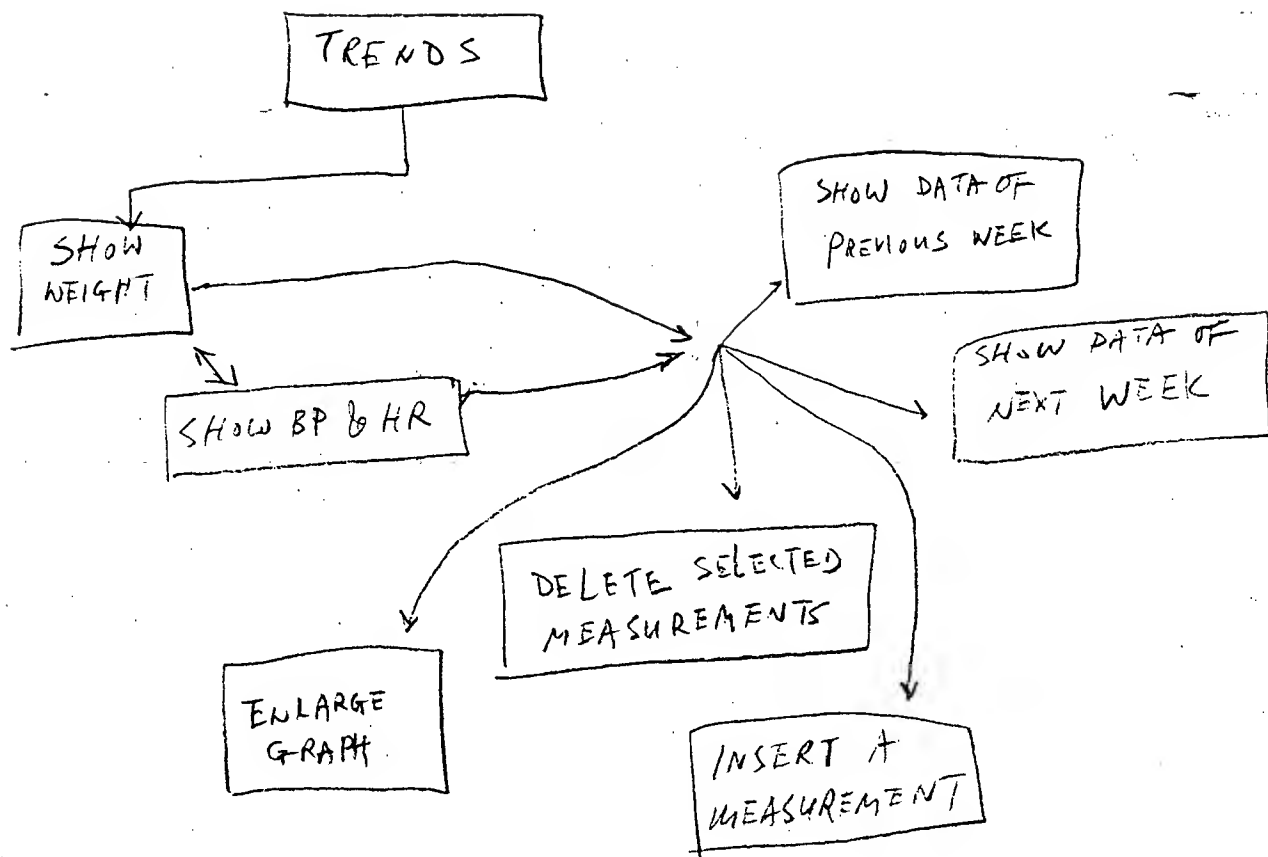 TRENDS
SHOW
WEIGHT
SHOW BP & HR
SHOW DATA OF
PREVIOUS WEEK
SHOW DATA OF
NEXT WEEK
DELETE SELECTED
MEASUREMENTS
ENLARGE
GRAPH
INSERT A
MEASUREMENT